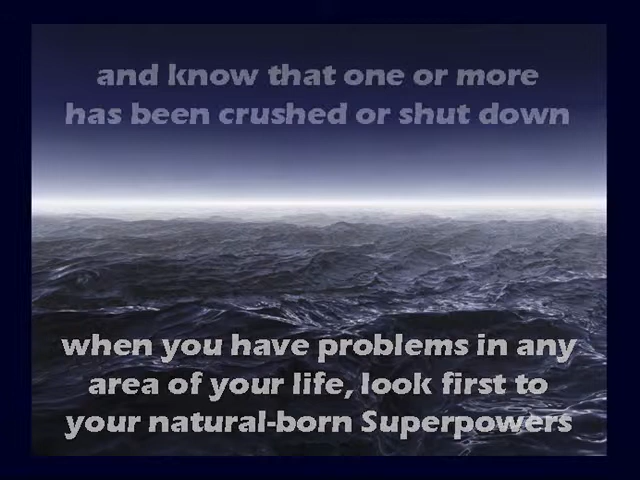 and know that one or more
has been crushed or shut down
when you have problems in any
area of your life, look first to
your natural-born Superpowers